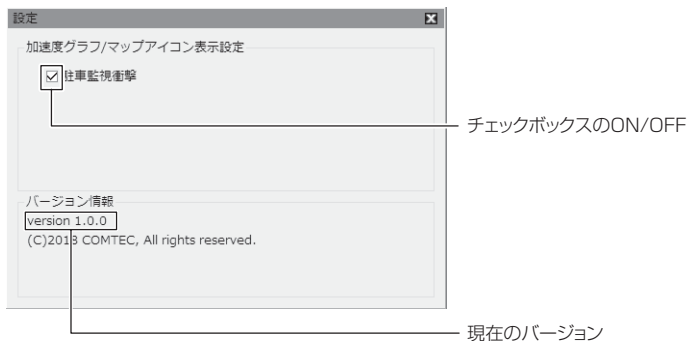 設定
加速度グラフ/マップアイコン表示設定
駐車監視衝撃
チェックボックスのON/OFF
バージョン情報
version 1.0.0
(C)2018 COMTEC, All rights reserved.
現在のバージョン